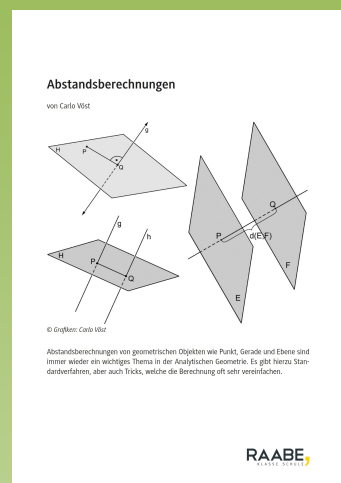 Abstandsberechnungen
von Carlo Vöst
g
H
P
Q
g
h
H
P
Q
Q
P
d(E,F)
F
E
© Grafiken: Carlo Vöst
Abstandsberechnungen von geometrischen Objekten wie Punkt, Gerade und Ebene sind
immer wieder ein wichtiges Thema in der Analytischen Geometrie. Es gibt hierzu Stan-
dardverfahren, aber auch Tricks, welche die Berechnung oft sehr vereinfachen.
RAABE,
KLASSE SCHULE